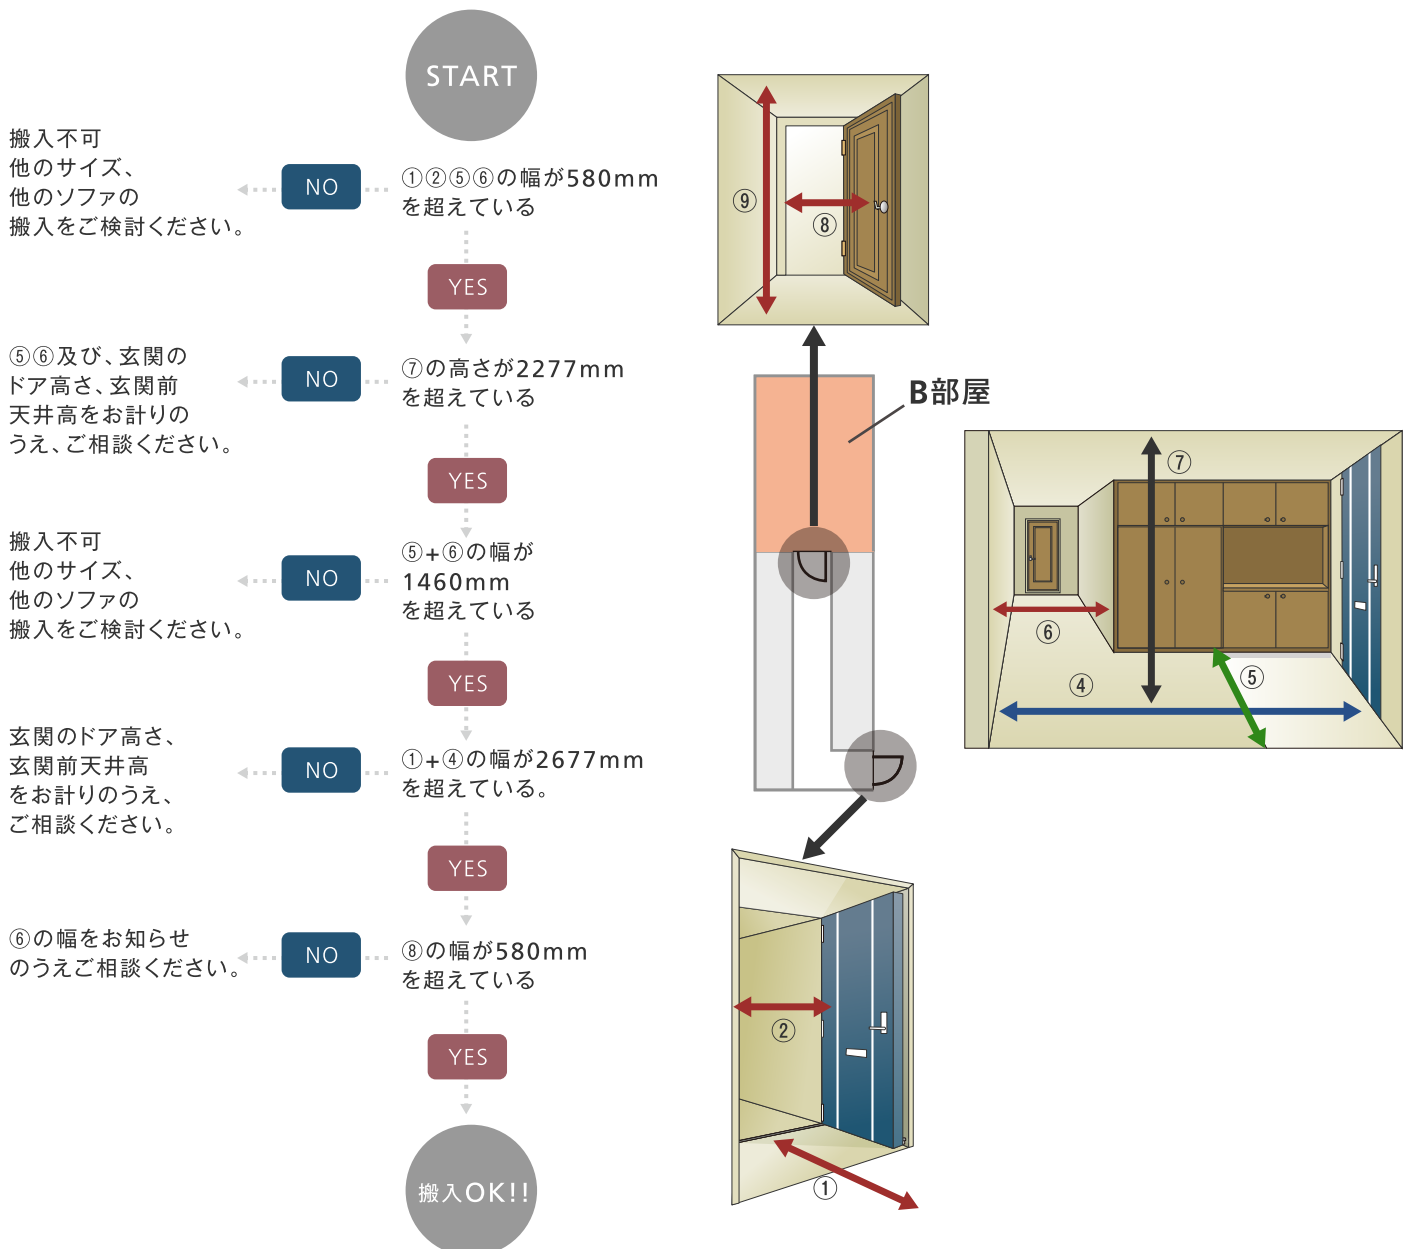 START
①②⑤⑥の幅が580mm
を超えている
NO
搬入不可
他のサイズ、
他のソファの
搬入をご検討ください。
YES
⑦の高さが2277mm
を超えている
NO
⑤⑥及び、玄関の
ドア高さ、玄関前
天井高をお計りの
うえ、ご相談ください。
YES
⑤+⑥の幅が
1460mm
を超えている
NO
搬入不可
他のサイズ、
他のソファの
搬入をご検討ください。
YES
①+④の幅が2677mm
を超えている。
NO
玄関のドア高さ、
玄関前天井高
をお計りのうえ、
ご相談ください。
YES
⑧の幅が580mm
を超えている
NO
⑥の幅をお知らせ
のうえご相談ください。
YES
搬入OK!!
⑨
⑧
B部屋
⑦
⑥
⑤
④
②
①